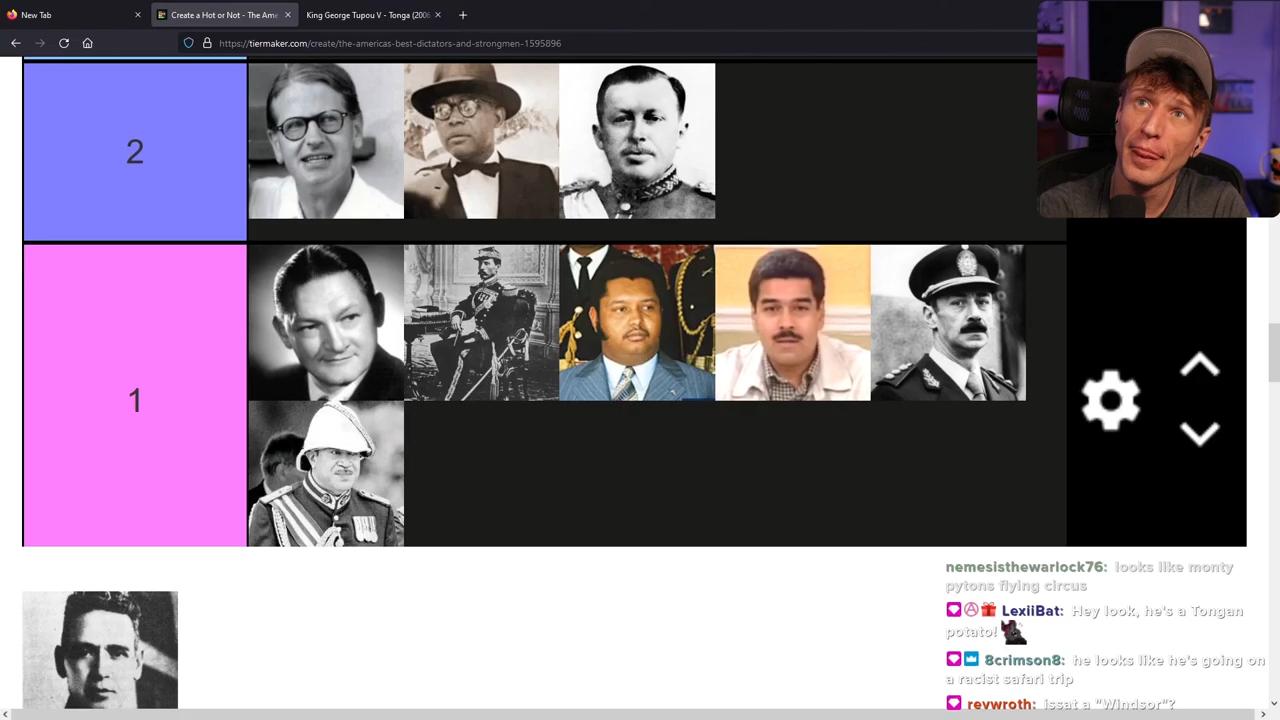 New Tab
Create a Hot or Not - The Ame
King George Tupou V - Tonga (2006
https://tiermaker.com/create/the-americas-best-dictators-and-strongmen-1595896
2
1
nemesisthewarlock76: looks like monty
pytons flying circus
LexiiBat: Hey look, he's a Tongan
potato!
8crimson8: he looks like he's going on
a racist safari trip
revwroth: issat a "Windsor"?